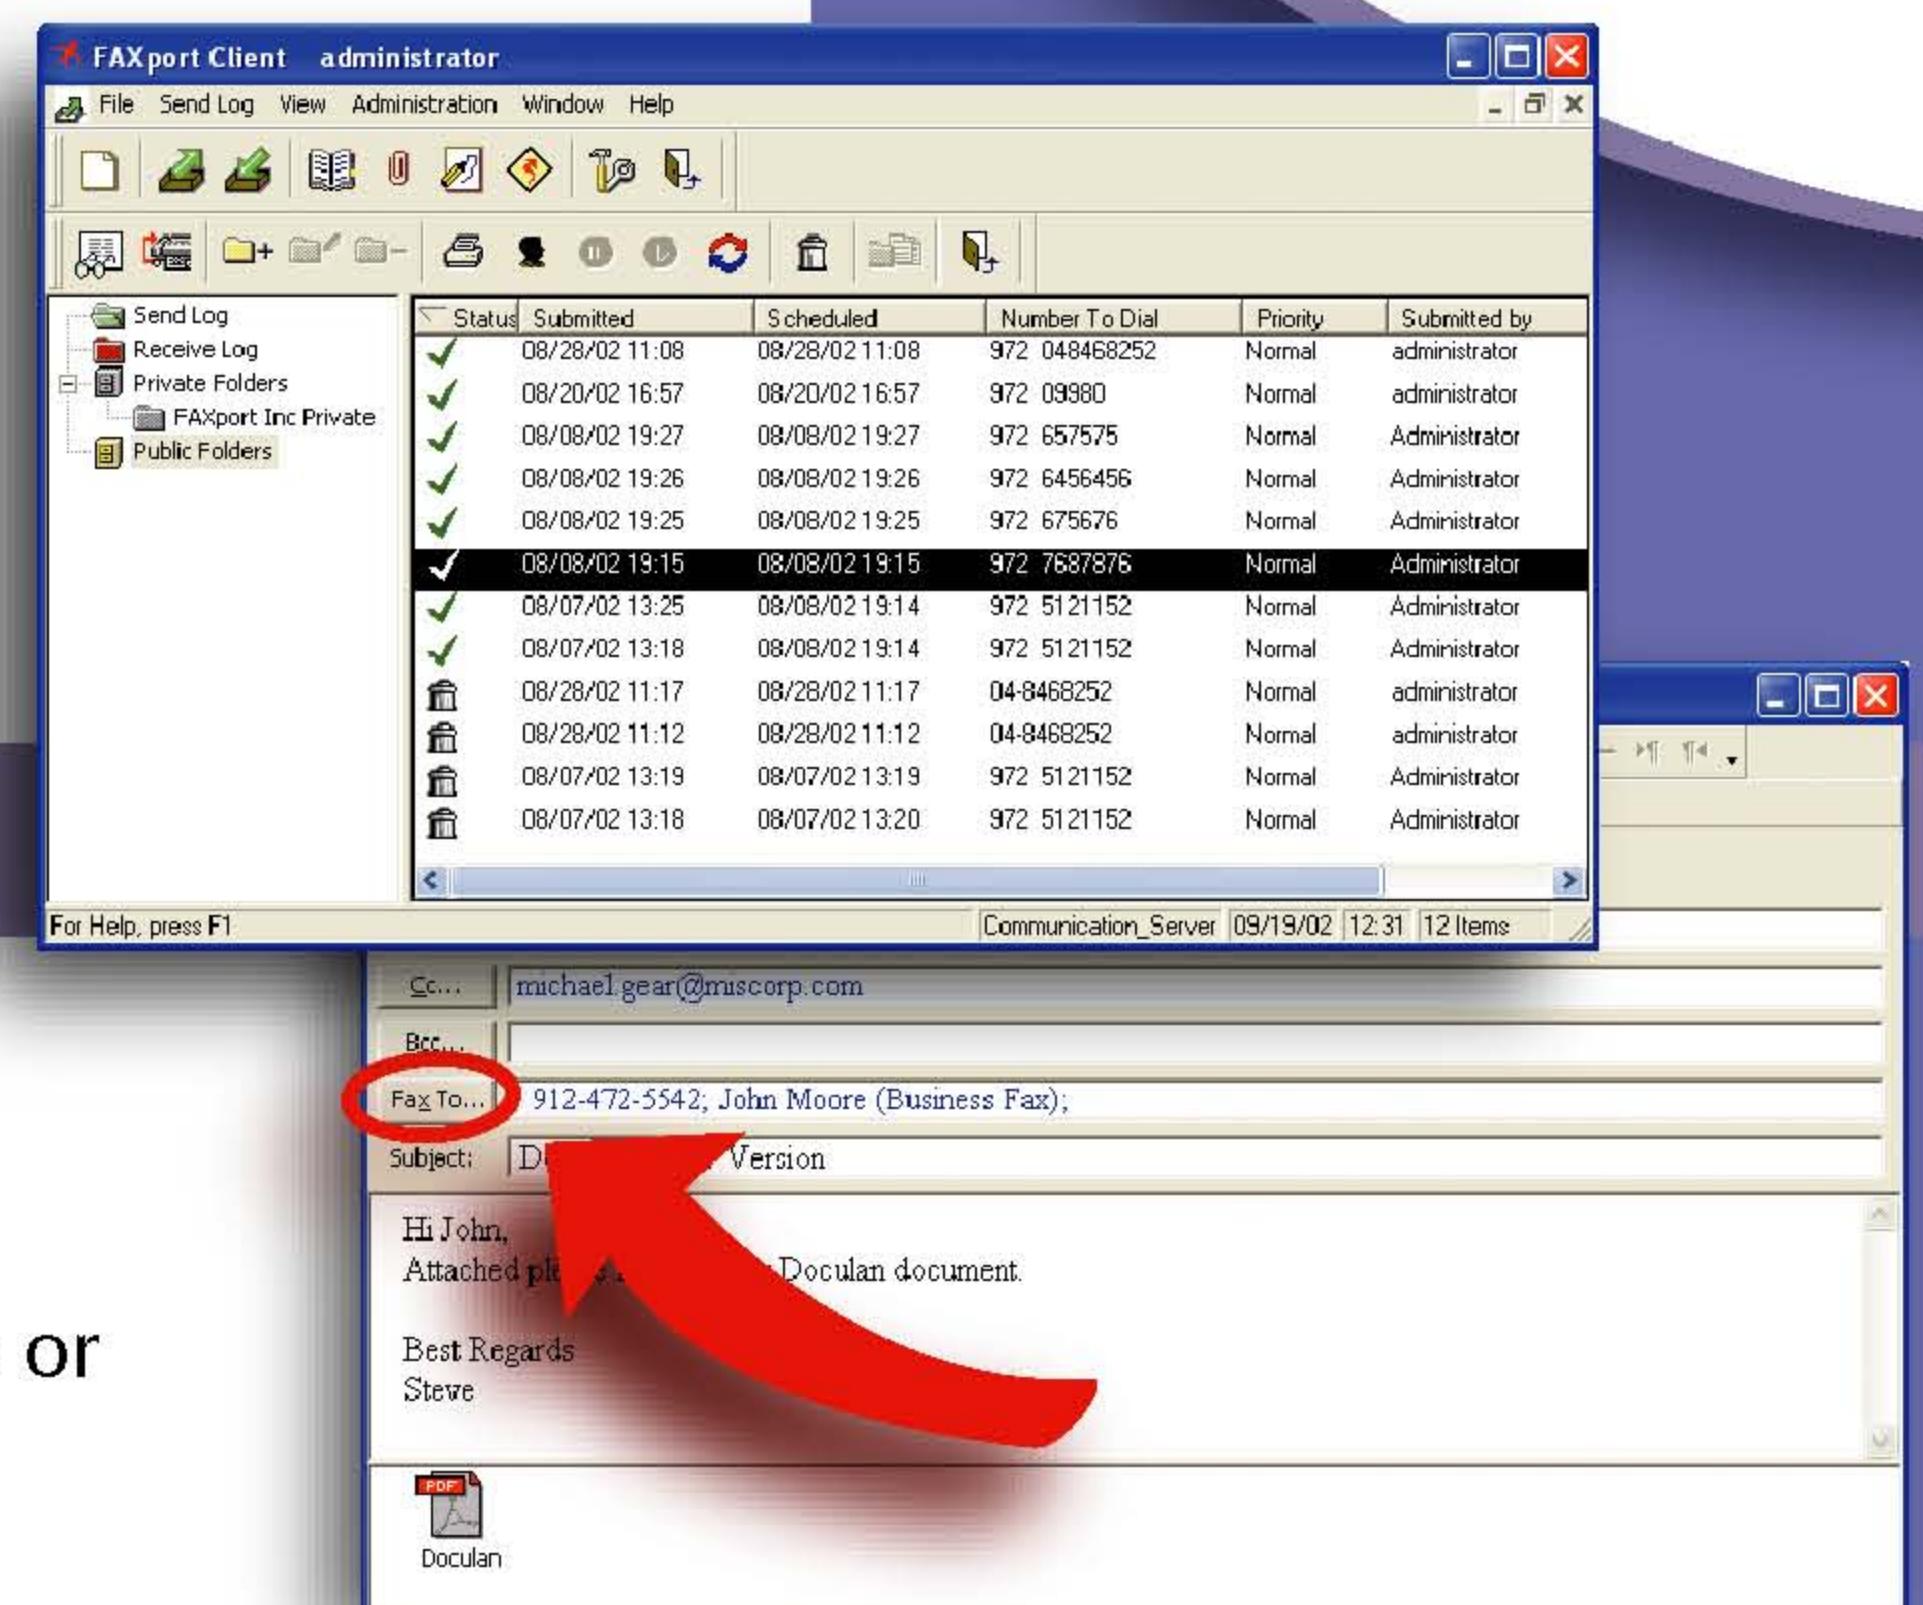 FAXport Client administrator
File Send Log View Administration Window Help
Send Log
Receive Log
Private Folders
FAXport Inc Private
Public Folders
Status Submitted Scheduled Number To Dial Priority Submitted by
08/28/02 11:08 08/28/02 11:08 972 048468252 Normal administrator
08/20/02 16:57 08/20/02 16:57 972 09980 Normal administrator
08/08/02 19:27 08/08/02 19:27 972 657575 Normal Administrator
08/08/02 19:26 08/08/02 19:26 972 6456456 Normal Administrator
08/08/02 19:25 08/08/02 19:25 972 675676 Normal Administrator
08/08/02 19:15 08/08/02 19:15 972 7687876 Normal Administrator
08/07/02 13:25 08/08/02 19:14 972 5121152 Normal Administrator
08/07/02 13:18 08/08/02 19:14 972 5121152 Normal Administrator
08/28/02 11:17 08/28/02 11:17 04-8468252 Normal administrator
08/28/02 11:12 08/28/02 11:12 04-8468252 Normal administrator
08/07/02 13:19 08/07/02 13:19 972 5121152 Normal Administrator
08/07/02 13:18 08/07/02 13:20 972 5121152 Normal Administrator
For Help, press F1 Communication_Server 09/19/02 12:31 12 Items
Cc... michael.gear@miscorp.com
Bcc...
Fax To... 912-472-5542; John Moore (Business Fax);
Subject: Version
Hi John,
Attached Doculan document.
or
Best Regards
Steve
PDF
Doculan